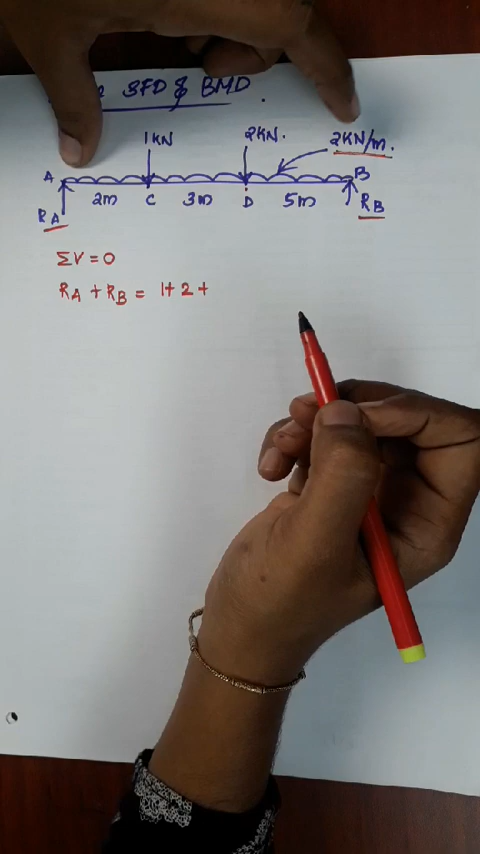 SFD & BMD.
1KN 2KN. 2KN/m.
A B
2m C 3m D 5m
RA RB
ΣV = 0
RA + RB = 1+ 2 +